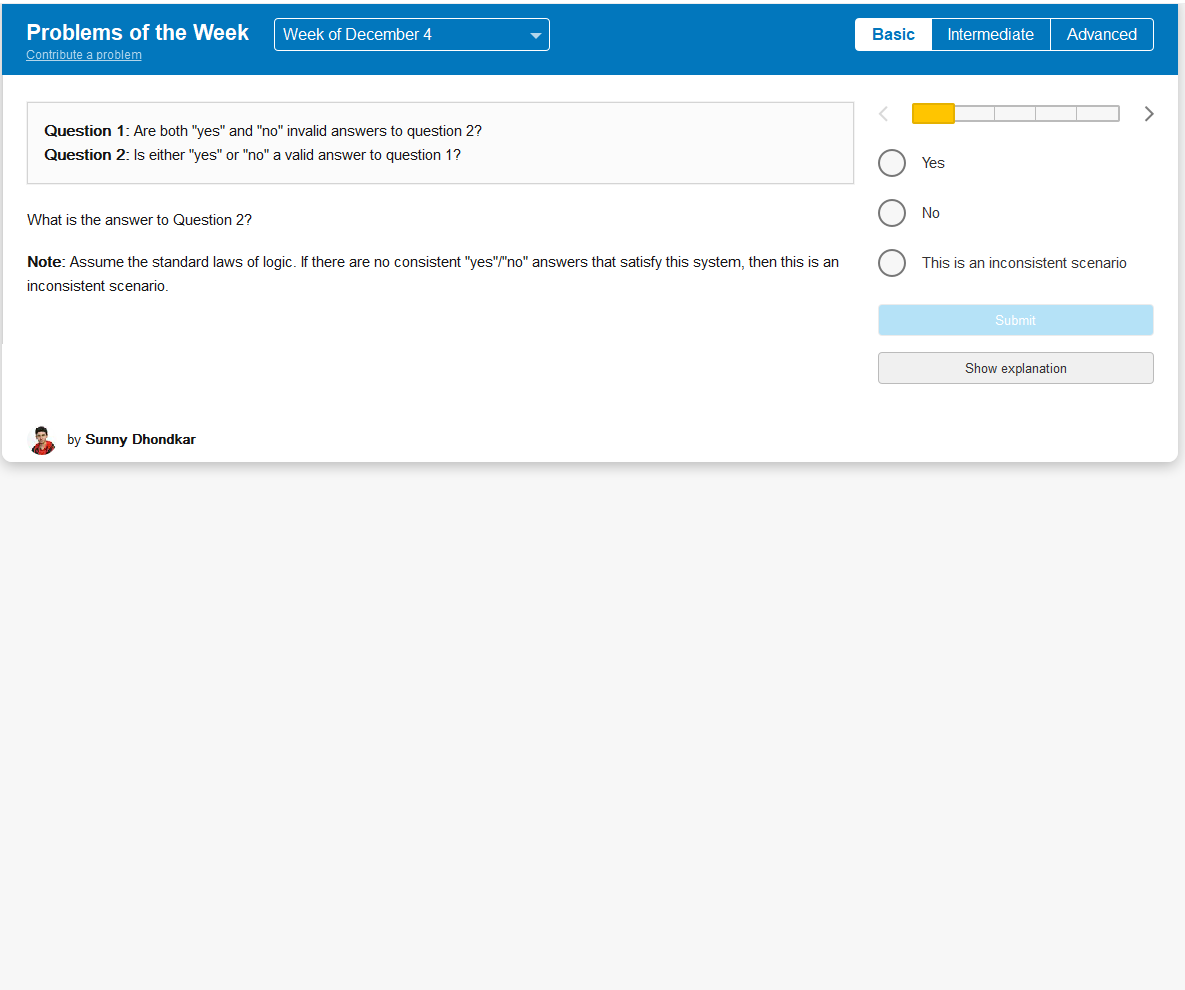 Problems of the Week
Contribute a problem
Week of December 4
Basic
Intermediate
Advanced
Question 1: Are both "yes" and "no" invalid answers to question 2?
Question 2: Is either "yes" or "no" a valid answer to question 1?
What is the answer to Question 2?
Note: Assume the standard laws of logic. If there are no consistent "yes"/"no" answers that satisfy this system, then this is an
inconsistent scenario.
Yes
No
This is an inconsistent scenario
Submit
Show explanation
by Sunny Dhondkar